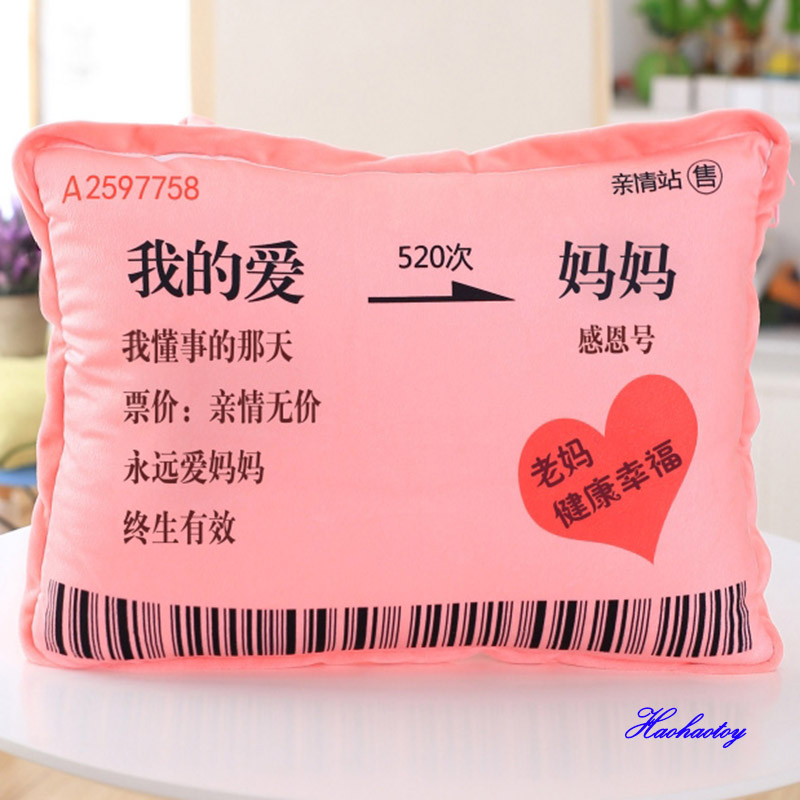 A2597758
亲情站 售
我的爱 520次 妈妈
我懂事的那天 感恩号
票价：亲情无价
永远爱妈妈
终生有效
老妈
健康幸福
Haohaotoy